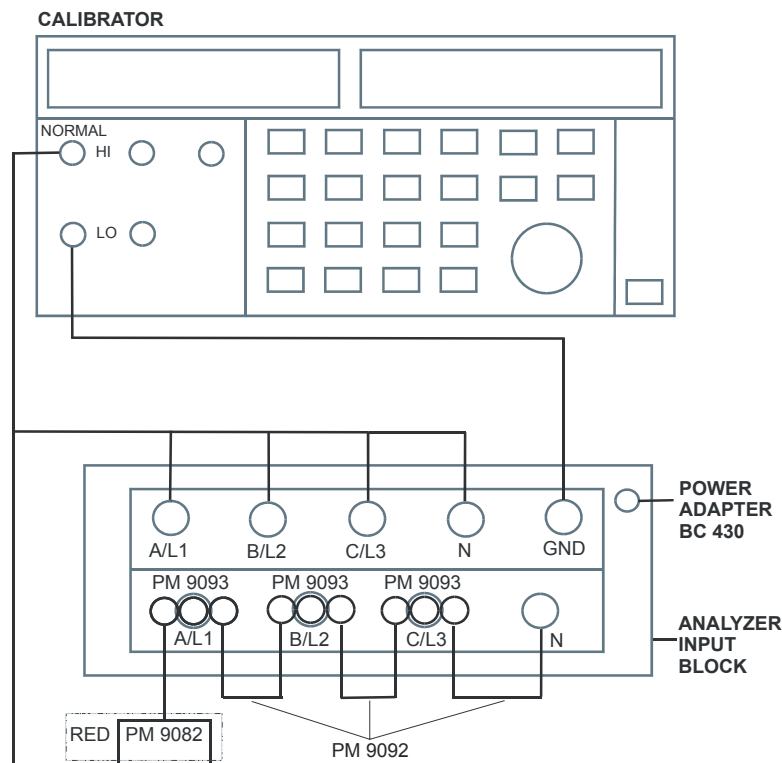 CALIBRATOR
NORMAL
HI
LO
POWER
ADAPTER
BC 430
A/L1
B/L2
C/L3
N
GND
PM 9093
PM 9093
PM 9093
A/L1
B/L2
C/L3
N
ANALYZER
INPUT
BLOCK
RED
PM 9082
PM 9092